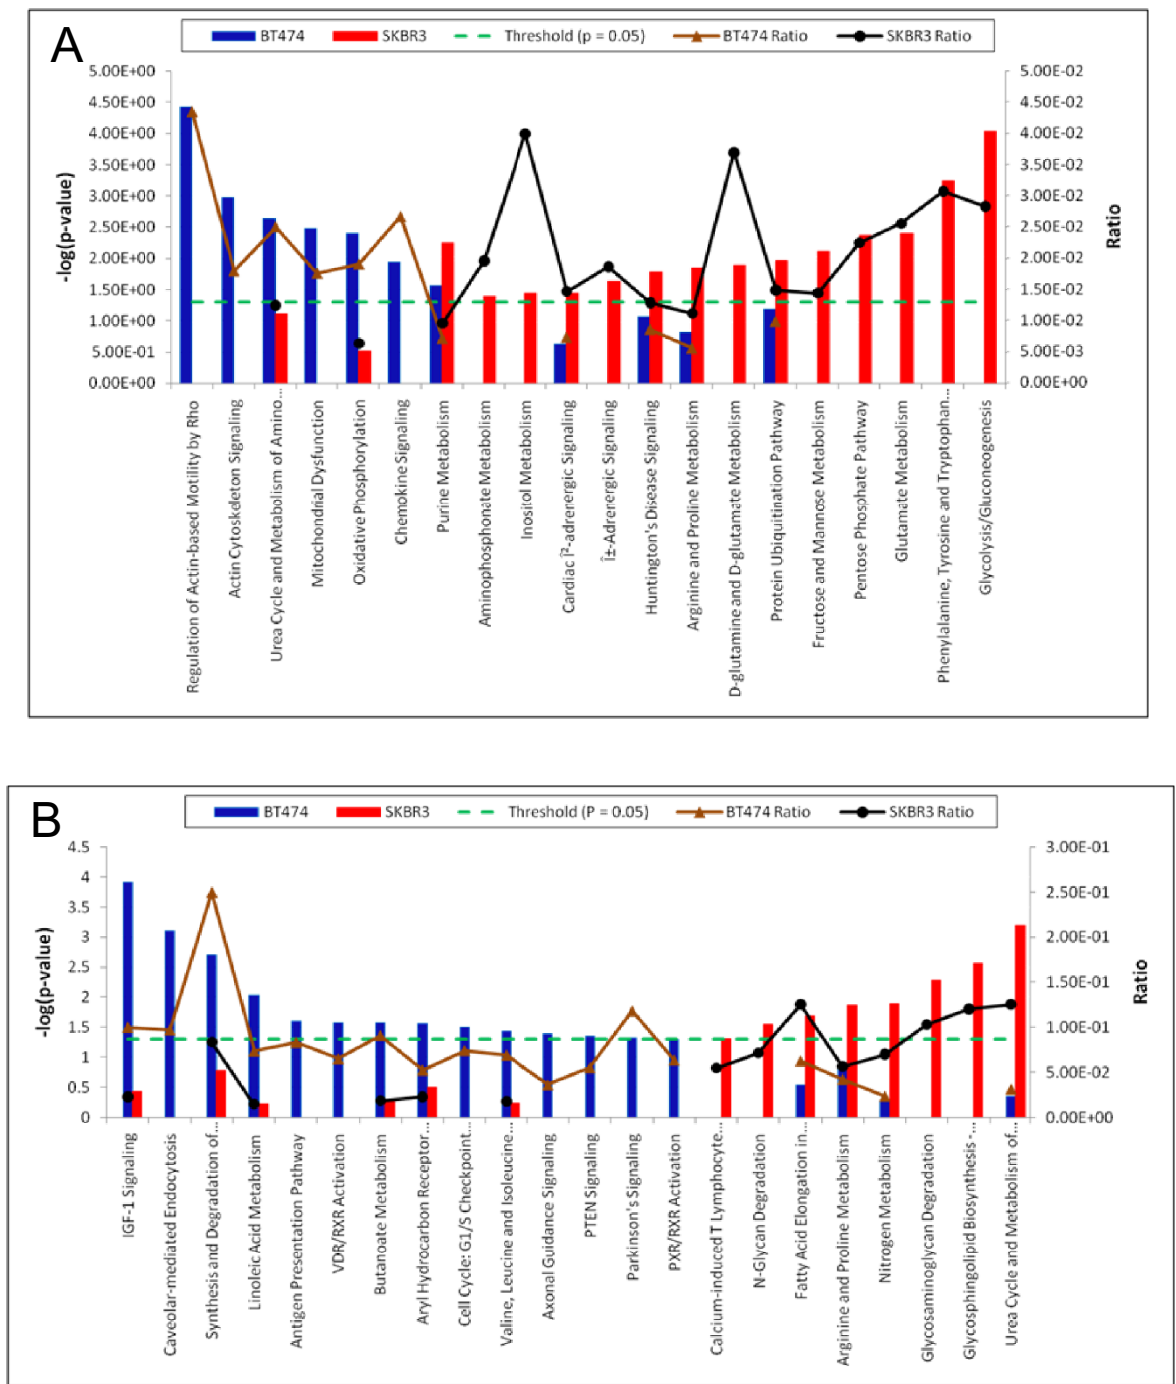 A
BT474 SKBR3 Threshold (p = 0.05) BT474 Ratio SKBR3 Ratio
5.00E+00 5.00E-02
4.50E+00 4.50E-02
4.00E+00 4.00E-02
3.50E+00 3.50E-02
3.00E+00 3.00E-02
2.50E+00 2.50E-02
2.00E+00 2.00E-02
1.50E+00 1.50E-02
1.00E+00 1.00E-02
5.00E-01 5.00E-03
0.00E+00 0.00E+00
-log(p-value)
Ratio
Regulation of Actin-based Motility by Rho
Actin Cytoskeleton Signaling
Urea Cycle and Metabolism of Amino...
Mitochondrial Dysfunction
Oxidative Phosphorylation
Chemokine Signaling
Purine Metabolism
Aminophosphonate Metabolism
Inositol Metabolism
Cardiac Î²-adrenergic Signaling
Î±-Adrenergic Signaling
Huntington's Disease Signaling
Arginine and Proline Metabolism
D-glutamine and D-glutamate Metabolism
Protein Ubiquitination Pathway
Fructose and Mannose Metabolism
Pentose Phosphate Pathway
Glutamate Metabolism
Phenylalanine, Tyrosine and Tryptophan...
Glycolysis/Gluconeogenesis
B
BT474 SKBR3 Threshold (P = 0.05) BT474 Ratio SKBR3 Ratio
4.5 3.00E-01
4 2.50E-01
3.5 2.00E-01
3 1.50E-01
2.5 1.00E-01
2 5.00E-02
1.5 0.00E+00
1
0.5
0
-log(p-value)
Ratio
IGF-1 Signaling
Caveolar-mediated Endocytosis
Synthesis and Degradation of...
Linoleic Acid Metabolism
Antigen Presentation Pathway
VDR/RXR Activation
Butanoate Metabolism
Aryl Hydrocarbon Receptor...
Cell Cycle: G1/S Checkpoint...
Valine, Leucine and Isoleucine...
Axonal Guidance Signaling
PTEN Signaling
Parkinson's Signaling
PXR/RXR Activation
Calcium-induced T Lymphocyte...
N-Glycan Degradation
Fatty Acid Elongation in...
Arginine and Proline Metabolism
Nitrogen Metabolism
Glycosaminoglycan Degradation
Glycosphingolipid Biosynthesis -...
Urea Cycle and Metabolism of...